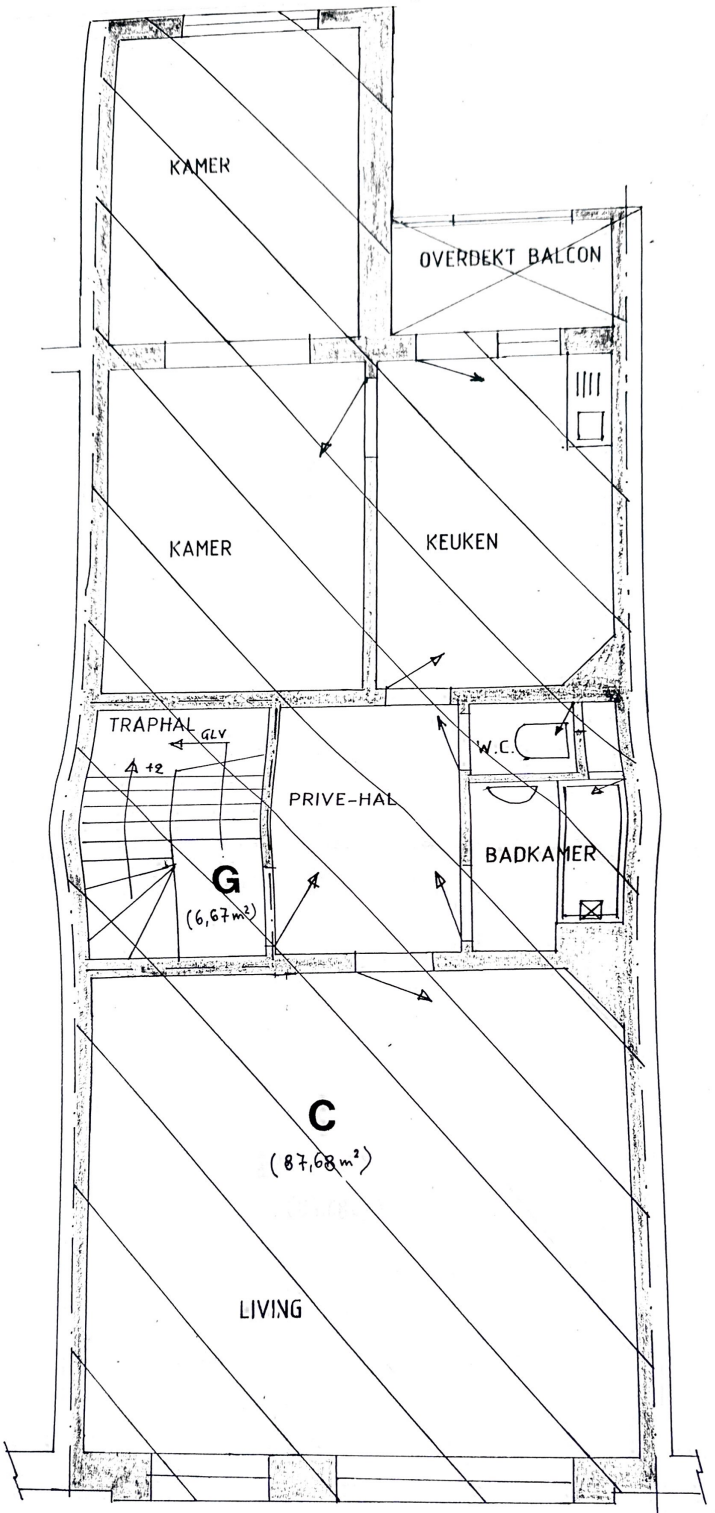 KAMER
OVERDEKT BALCON
KAMER
KEUKEN
TRAPHAL
GLV
+2
W.C.
PRIVE-HAL
BADKAMER
G
(6,67m²)
C
(87,68m²)
LIVING